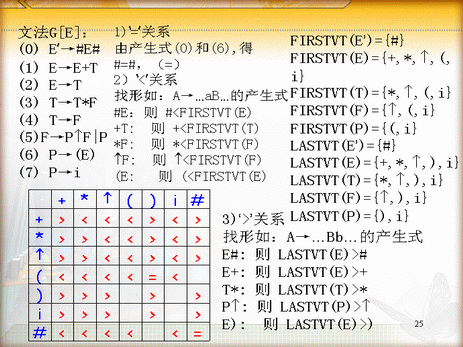 文法G[E]:
(0) E′→#E#
(1) E→E+T
(2) E→T
(3) T→T*F
(4) T→F
(5)F→P↑F|P
(6) P→(E)
(7) P→i
1)'='关系
由产生式(0)和(6),得
#=#, (=)
2) '<'关系
找形如: A→…aB…的产生式
#E: 则 #<FIRSTVT(E)
+T: 则 +<FIRSTVT(T)
*F: 则 *<FIRSTVT(F)
↑F: 则 ↑<FIRSTVT(F)
(E: 则 (<FIRSTVT(E)
FIRSTVT(E')={#}
FIRSTVT(E)={+,*,↑,(,
i}
FIRSTVT(T)={*,↑,(,i}
FIRSTVT(F)={↑,(,i}
FIRSTVT(P)={(,i}
LASTVT(E')={#}
LASTVT(E)={+,*,↑,),i}
LASTVT(T)={*,↑,),i}
LASTVT(F)={↑,),i}
LASTVT(P)={),i}
3)'>'关系
找形如: A→…Bb…的产生式
E#: 则 LASTVT(E)>#
E+: 则 LASTVT(E)>+
T*: 则 LASTVT(T)>*
P↑: 则 LASTVT(P)>↑
E): 则 LASTVT(E)>)
+ * ↑ ( ) i #
+ > < < < > < >
* > > < < > < >
↑ > > < < > < >
( < < < < = <
) > > > > >
i > > > > >
# < < < < < =
25